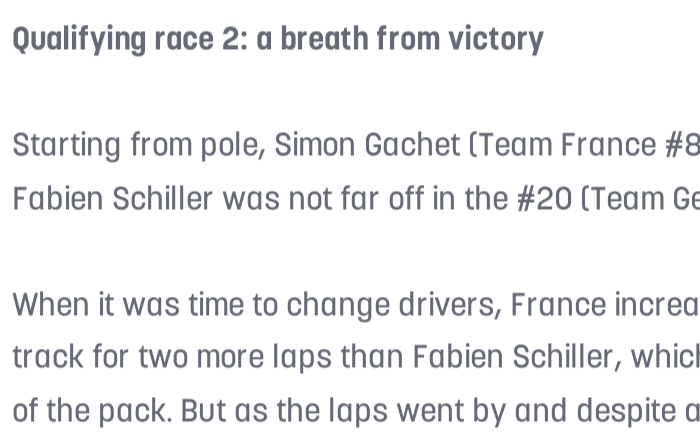 Qualifying race 2: a breath from victory
Starting from pole, Simon Gachet (Team France #8
Fabien Schiller was not far off in the #20 (Team Ge
When it was time to change drivers, France increa
track for two more laps than Fabien Schiller, which
of the pack. But as the laps went by and despite a